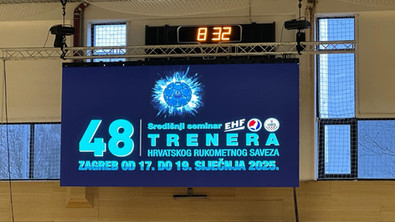 8 32
48
Središnji seminar EHF
TRENERA
HRVATSKOG RUKOMETNOG SAVEZA
ZAGREB OD 17. DO 19. SIJEČNJA 2025.